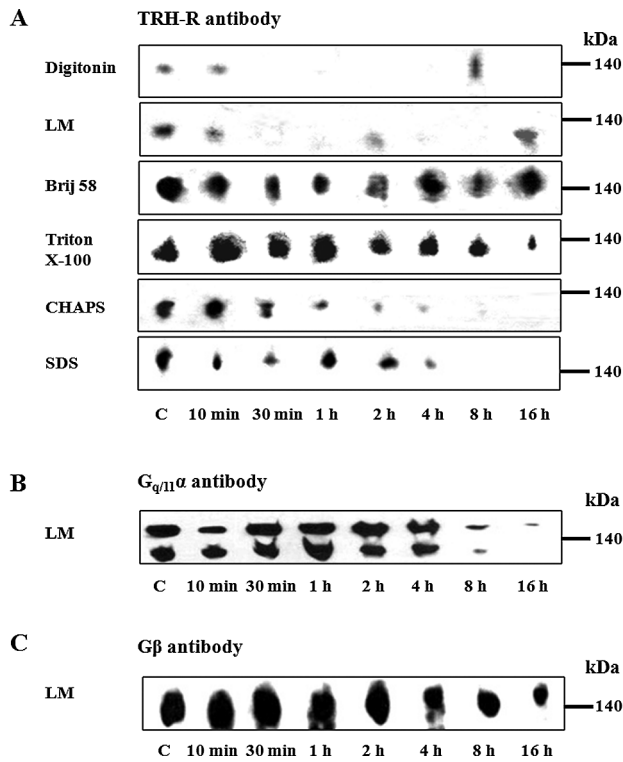 A TRH-R antibody
kDa
Digitonin 140
LM 140
Brij 58 140
Triton
X-100 140
CHAPS 140
SDS 140
C 10 min 30 min 1 h 2 h 4 h 8 h 16 h
B Gq/11α antibody
kDa
LM 140
C 10 min 30 min 1 h 2 h 4 h 8 h 16 h
C Gβ antibody
kDa
LM 140
C 10 min 30 min 1 h 2 h 4 h 8 h 16 h